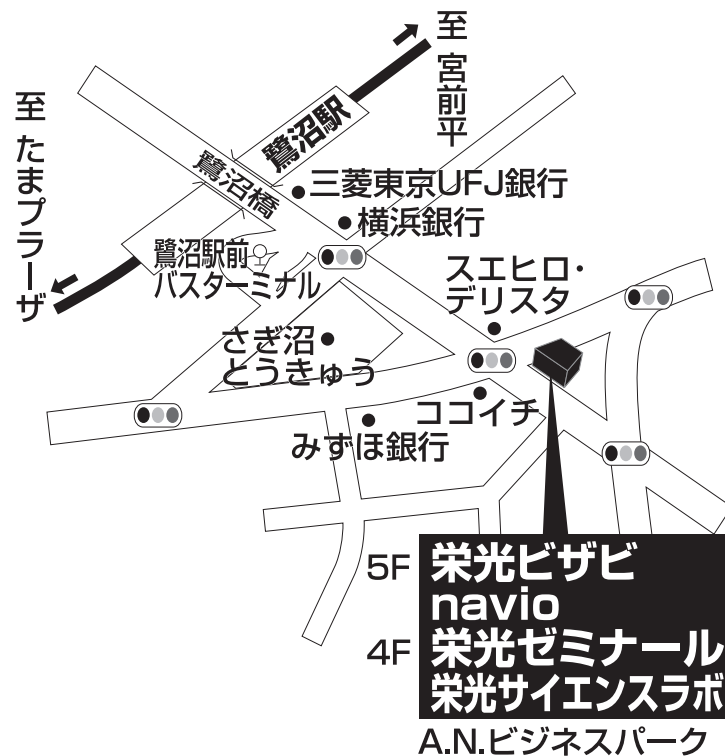 至 宮前平
至 たまプラーザ
鷺沼駅
鷺沼橋
三菱東京UFJ銀行
横浜銀行
鷺沼駅前
バスターミナル
スエヒロ・
デリスタ
さぎ沼
とうきゅう
ココイチ
みずほ銀行
5F 栄光ビザビ
navio
4F 栄光ゼミナール
栄光サイエンスラボ
A.N.ビジネスパーク